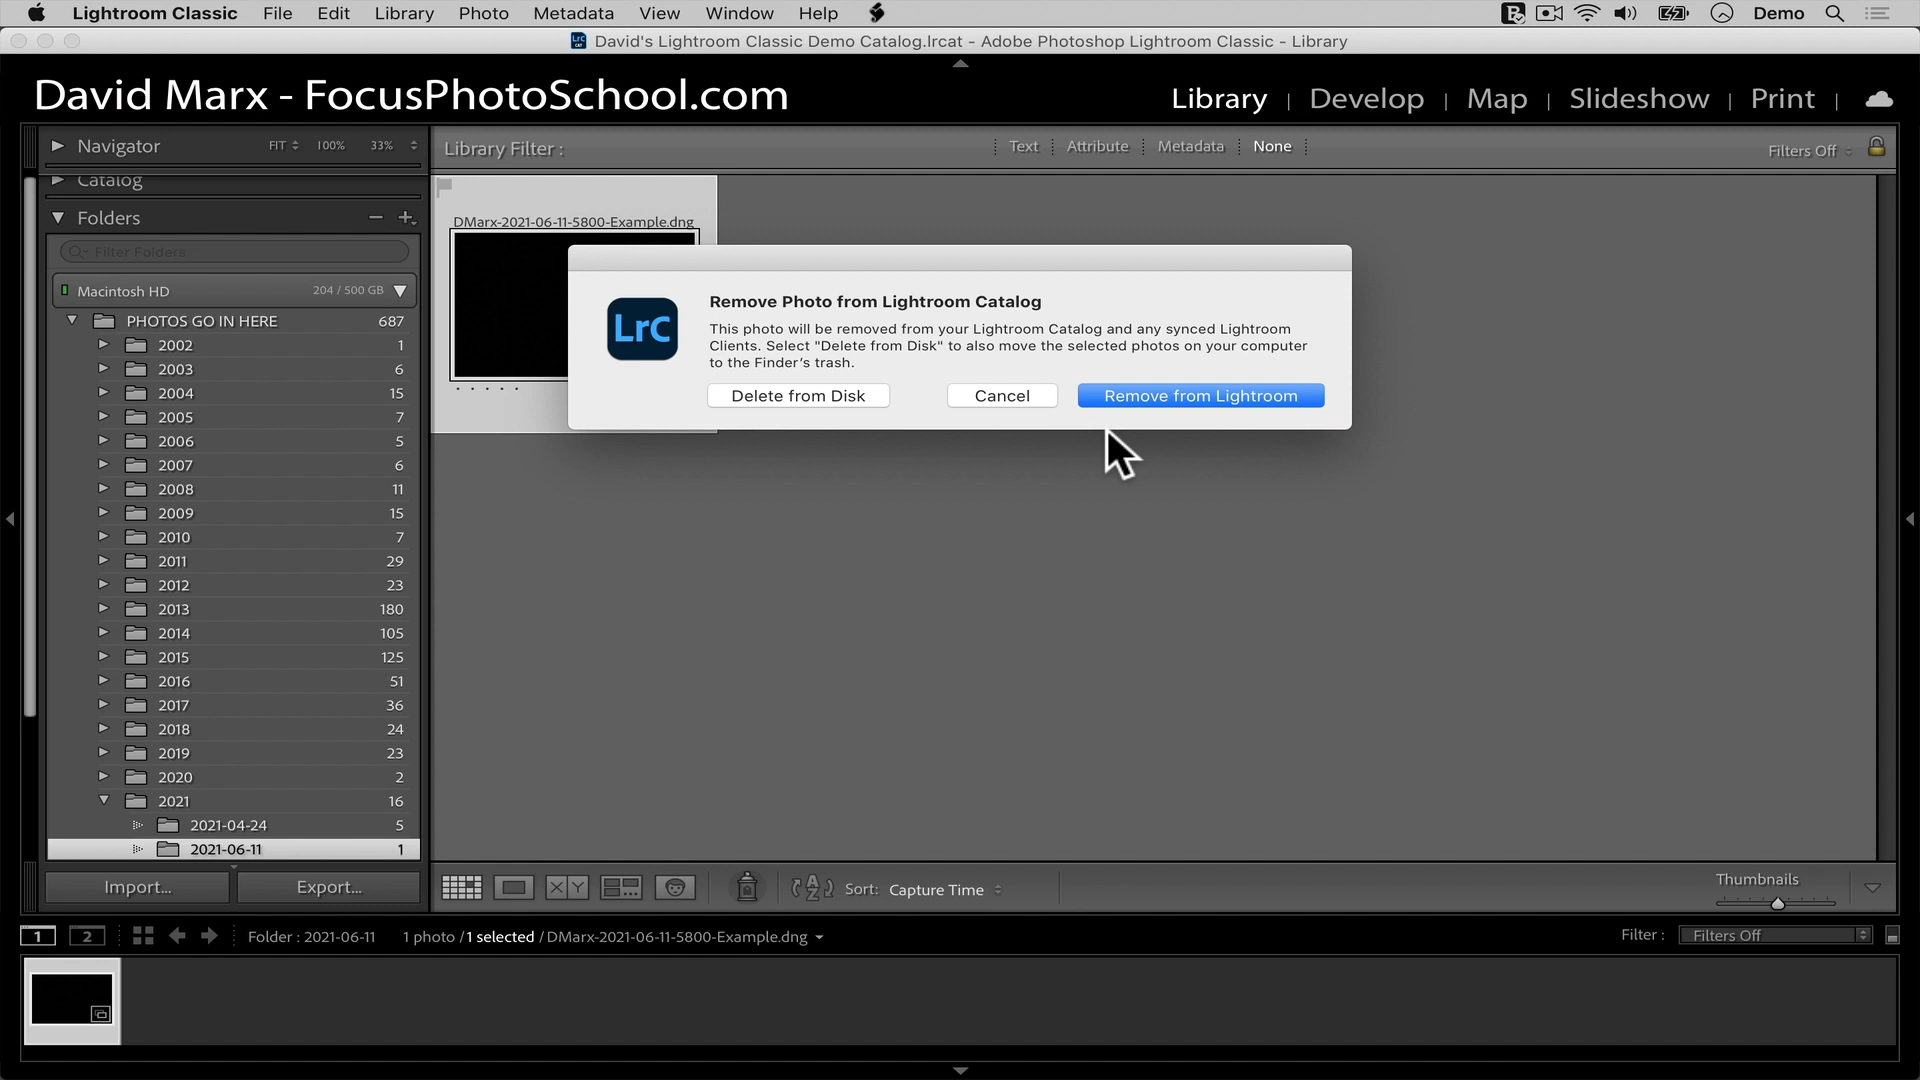 Lightroom Classic File Edit Library Photo Metadata View Window Help Demo
LrC CAT David's Lightroom Classic Demo Catalog.lrcat - Adobe Photoshop Lightroom Classic - Library
David Marx - FocusPhotoSchool.com
Library | Develop | Map | Slideshow | Print |
Navigator FIT 100% 33%
Library Filter : Text Attribute Metadata None Filters Off
Catalog
Folders
Filter Folders
Macintosh HD 204 / 500 GB
PHOTOS GO IN HERE 687
2002 1
2003 6
2004 15
2005 7
2006 5
2007 6
2008 11
2009 15
2010 7
2011 29
2012 23
2013 180
2014 105
2015 125
2016 51
2017 36
2018 24
2019 23
2020 2
2021 16
2021-04-24 5
2021-06-11 1
DMarx-2021-06-11-5800-Example.dng
LrC
Remove Photo from Lightroom Catalog
This photo will be removed from your Lightroom Catalog and any synced Lightroom
Clients. Select "Delete from Disk" to also move the selected photos on your computer
to the Finder’s trash.
Delete from Disk Cancel Remove from Lightroom
Import... Export...
X Y
A Z
Sort: Capture Time
Thumbnails
1 2 Folder : 2021-06-11 1 photo / 1 selected / DMarx-2021-06-11-5800-Example.dng
Filter : Filters Off